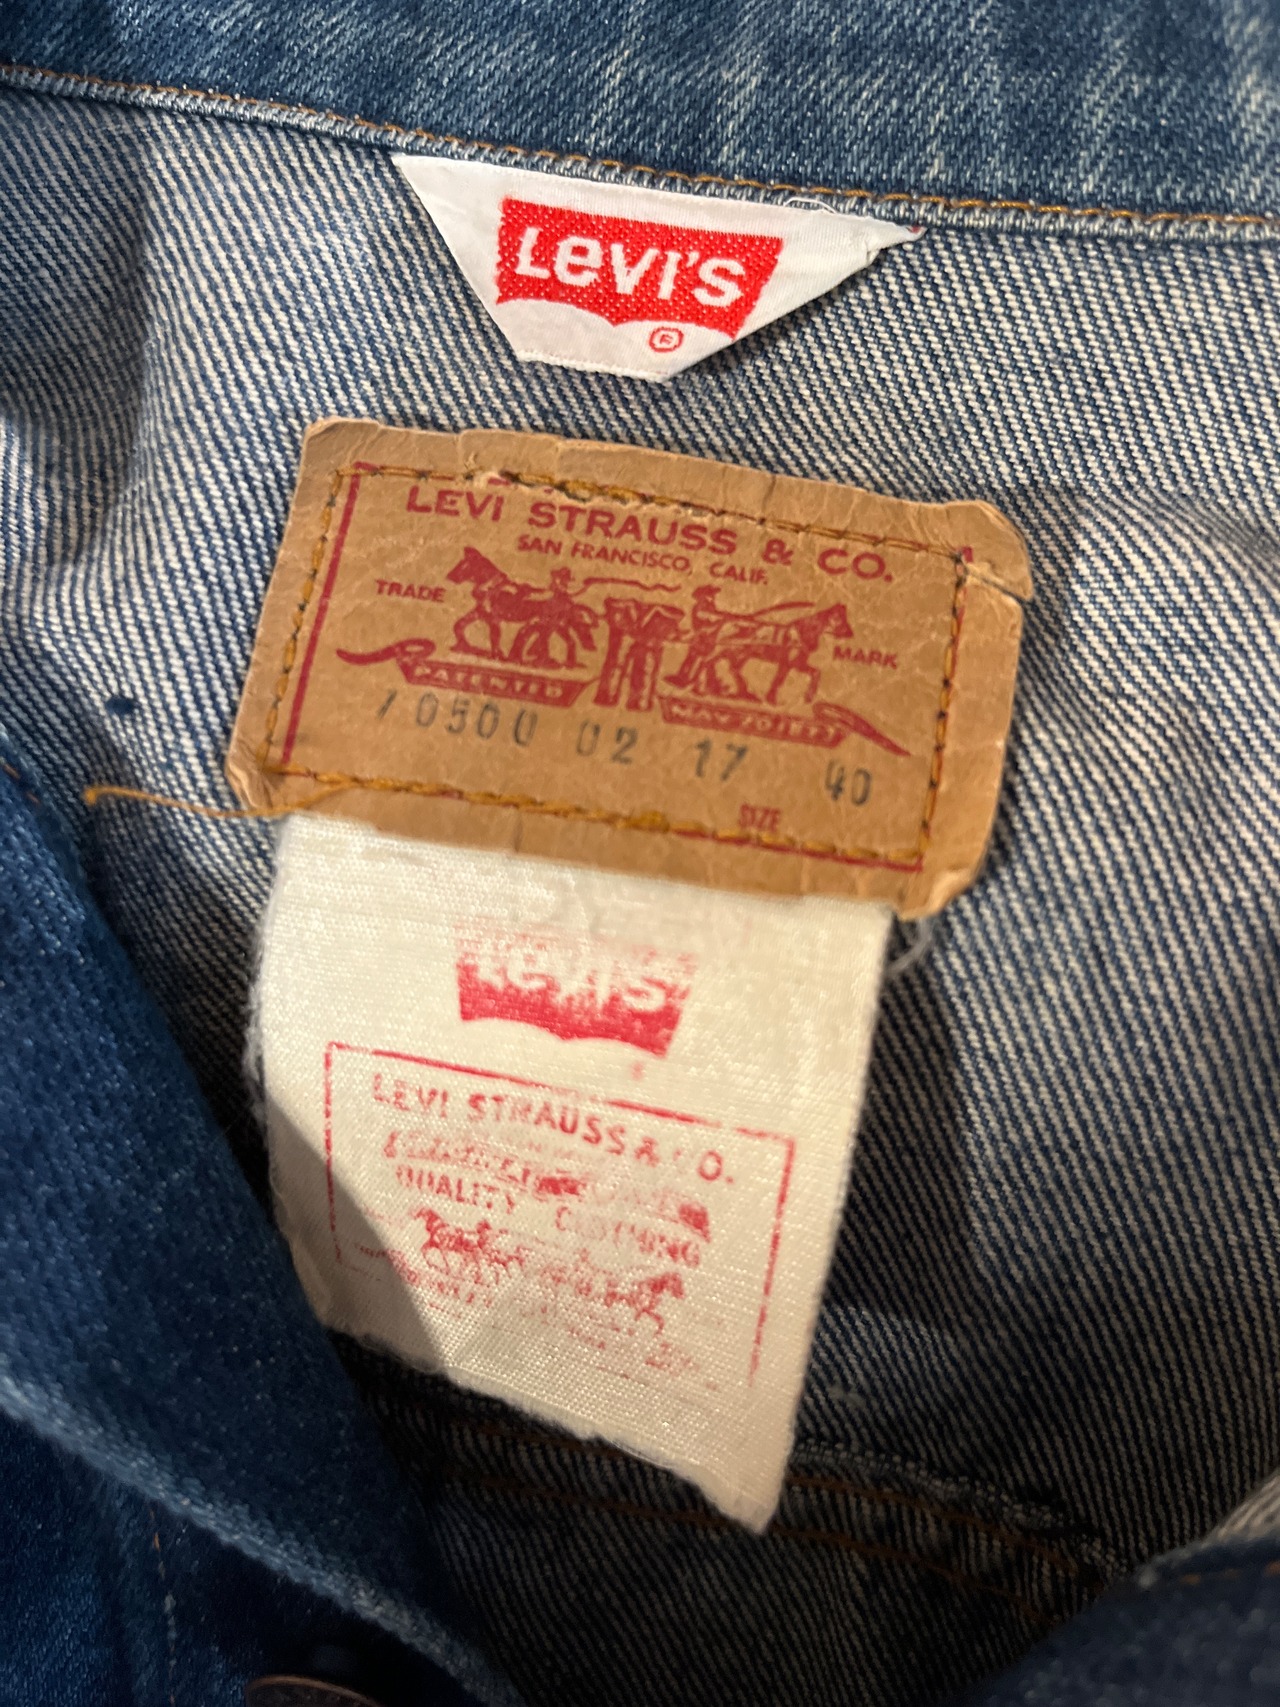 Levi's
®
LEVI STRAUSS & CO.
SAN FRANCISCO, CALIF.
TRADE MARK
PATENTED MAY 20 1873
70500 02 17 40
SIZE
Levi's
LEVI STRAUSS & CO.
QUALITY CLOTHING